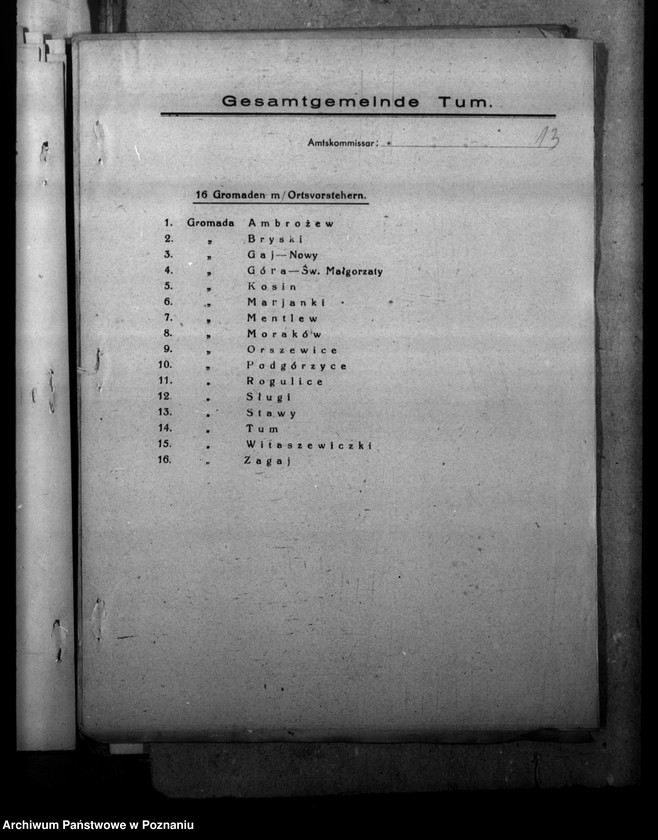 Gesamtgemeinde Tum.
Amtskommissar: 13
16 Gromaden m/Ortsvorstehern.
1. Gromada Ambrożew
2. „ Bryski
3. „ Gaj—Nowy
4. „ Góra—Św. Małgorzaty
5. „ Kosin
6. „ Marjanki
7. „ Mentlew
8. „ Moraków
9. „ Orszewice
10. „ Podgórzyce
11. „ Rogulice
12. „ Sługi
13. „ Stawy
14. „ Tum
15. „ Witaszewiczki
16. „ Zagaj
Archiwum Państwowe w Poznaniu